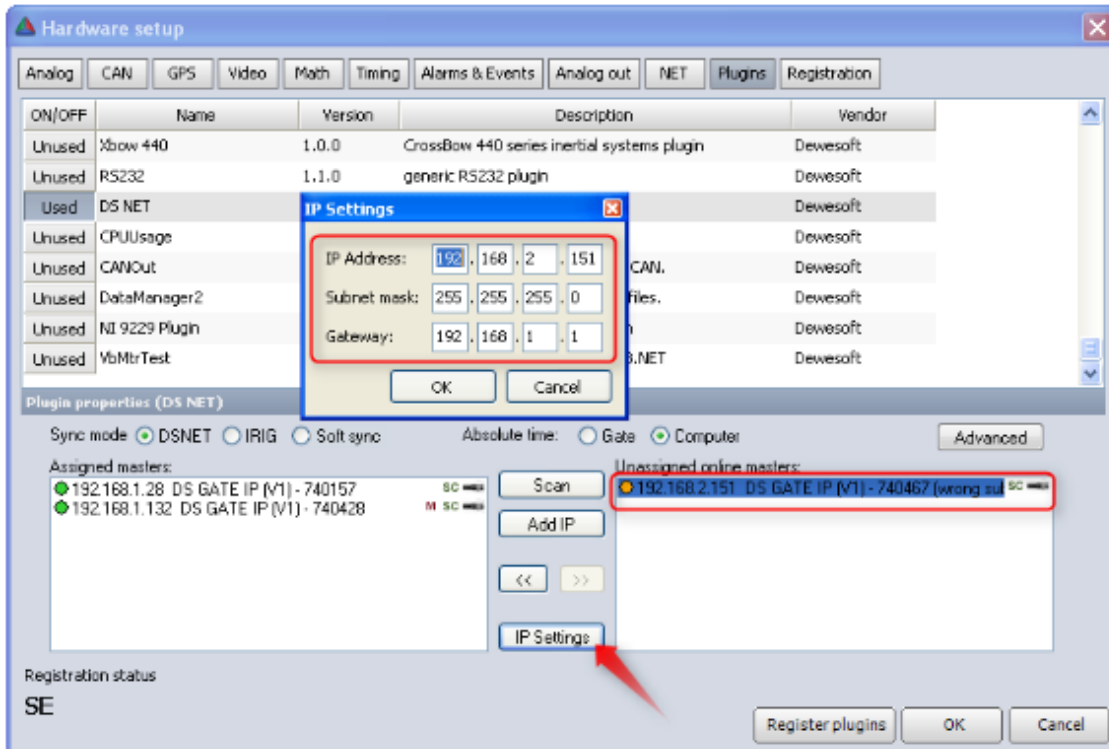 Hardware setup
Analog CAN GPS Video Math Timing Alarms & Events Analog out NET Plugins Registration
ON/OFF Name Version Description Vendor
Unused Xbow 440 1.0.0 CrossBow 440 series inertial systems plugin Dewesoft
Unused RS232 1.1.0 generic RS232 plugin Dewesoft
Used DS NET Dewesoft
Unused CPUUsage Dewesoft
Unused CANOut CAN. Dewesoft
Unused DataManager2 files. Dewesoft
Unused NI 9229 Plugin Dewesoft
Unused VbMtrTest B.NET Dewesoft
IP Settings
IP Address: 192 . 168 . 2 . 151
Subnet mask: 255 . 255 . 255 . 0
Gateway: 192 . 168 . 1 . 1
OK Cancel
Plugin properties (DS NET)
Sync mode DSNET IRIG Soft sync Absolute time: Gate Computer Advanced
Assigned masters: Unassigned online masters:
192.168.1.28 DS GATE IP (V1) - 740157 SC Scan 192.168.2.151 DS GATE IP (V1) - 740467 (wrong sub SC
192.168.1.132 DS GATE IP (V1) - 740428 M SC
Add IP
<< >>
IP Settings
Registration status
SE
Register plugins OK Cancel